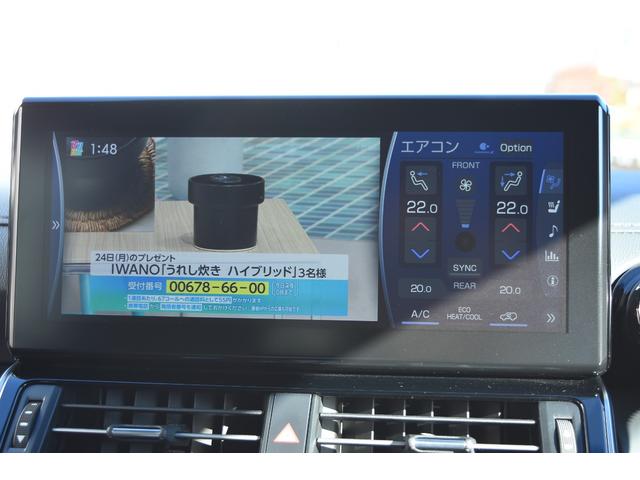 1:48
24日(月)のプレゼント
IWANO「うれし炊き ハイブリッド」3名様
受付番号 00678-66-00
エアコン
Option
FRONT
22.0 22.0
SYNC
REAR
20.0 20.0
A/C
ECO HEAT/COOL